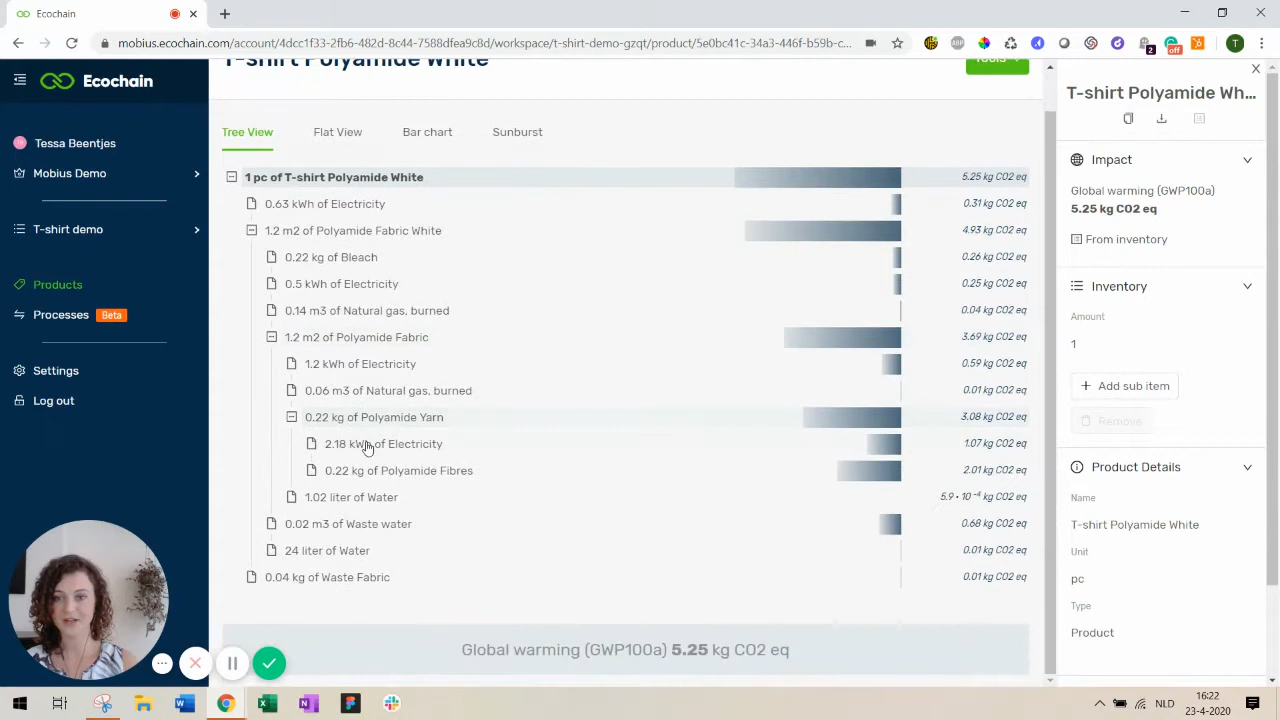 Ecochain
mobius.ecochain.com/account/4dcc1f33-2fb6-482d-8c44-7588dfeade8d/workspace/t-shirt-demo-gzqt/product/5e0bc41c-34a3-446f-b59b-c...
ABP
2
off
T
Ecochain
Tessa Beentjes
Mobius Demo
T-shirt demo
Products
Processes Beta
Settings
Log out
T-shirt Polyamide White
Tools
Tree View Flat View Bar chart Sunburst
1 pc of T-shirt Polyamide White 5.25 kg CO2 eq
0.63 kWh of Electricity 0.31 kg CO2 eq
1.2 m2 of Polyamide Fabric White 4.93 kg CO2 eq
0.22 kg of Bleach 0.26 kg CO2 eq
0.5 kWh of Electricity 0.25 kg CO2 eq
0.14 m3 of Natural gas, burned 0.04 kg CO2 eq
1.2 m2 of Polyamide Fabric 3.69 kg CO2 eq
1.2 kWh of Electricity 0.59 kg CO2 eq
0.06 m3 of Natural gas, burned 0.01 kg CO2 eq
0.22 kg of Polyamide Yarn 3.08 kg CO2 eq
2.18 kWh of Electricity 1.07 kg CO2 eq
0.22 kg of Polyamide Fibres 2.01 kg CO2 eq
1.02 liter of Water 5.9 • 10⁻⁴ kg CO2 eq
0.02 m3 of Waste water 0.68 kg CO2 eq
24 liter of Water 0.01 kg CO2 eq
0.04 kg of Waste Fabric 0.01 kg CO2 eq
Global warming (GWP100a) 5.25 kg CO2 eq
T-shirt Polyamide Wh...
Impact
Global warming (GWP100a)
5.25 kg CO2 eq
From inventory
Inventory
Amount
1
Add sub item
Remove
Product Details
Name
T-shirt Polyamide White
Unit
pc
Type
Product
NLD
16:22
23-4-2020